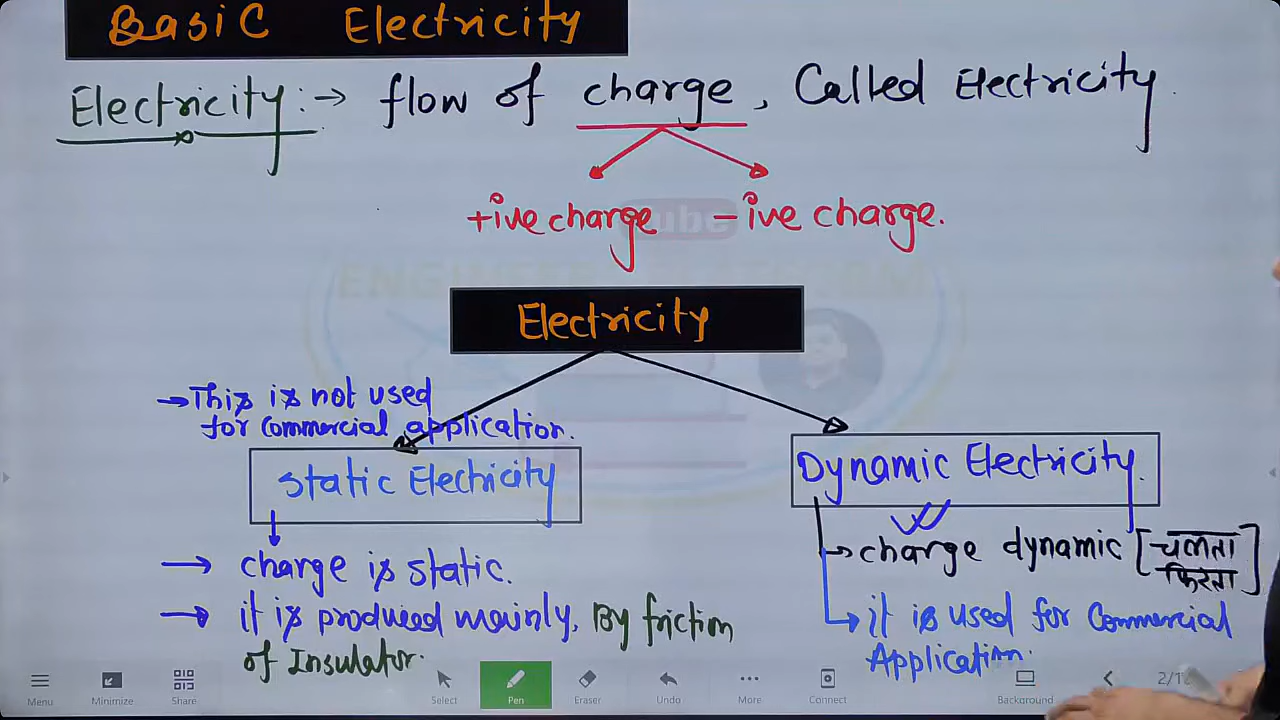 Basic Electricity
Electricity :→ flow of charge, Called Electricity.
+ive charge -ive charge.
Electricity
→ This is not used
for Commercial application.
Static Electricity
Dynamic Electricity
→ charge is static.
→ charge dynamic [चलता
फिरता]
→ it is produced mainly, By friction
of Insulator.
→ it is used for Commercial
Application.
Menu Minimize Share Select Pen Eraser Undo More Connect Background